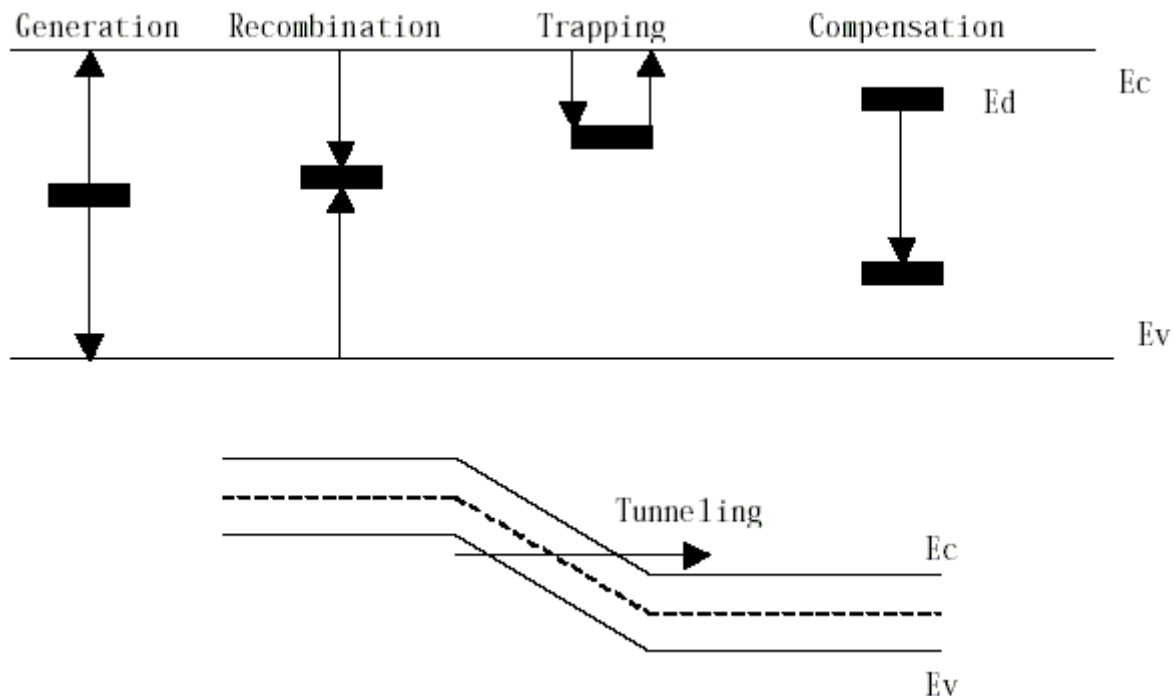 Generation Recombination Trapping Compensation
Ec
Ed
Ev
Tunneling
Ec
Ev